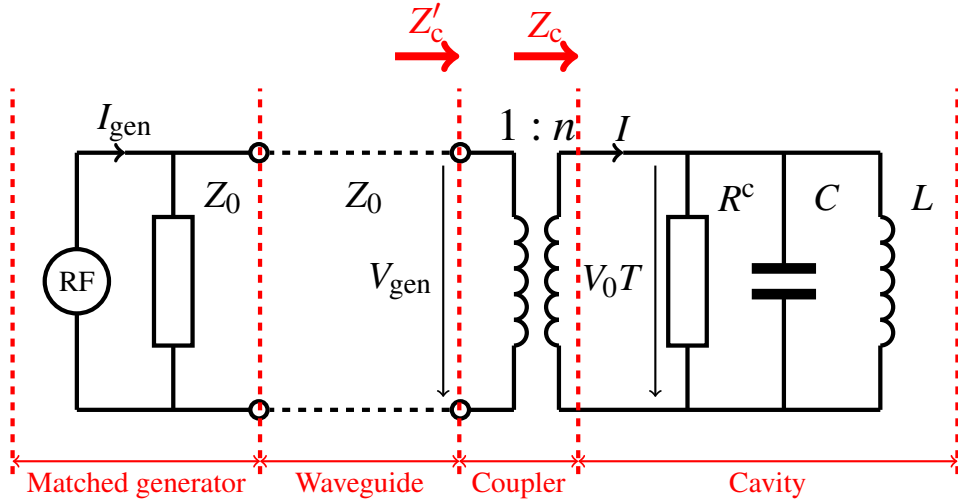 Z′c Zc
Igen 1 : n I
Z0 Z0 Rc C L
RF Vgen V0T
Matched generator Waveguide Coupler Cavity